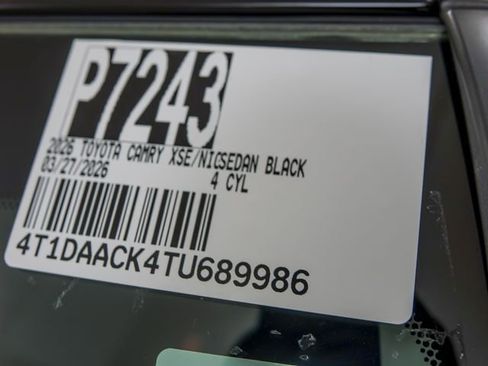 P7243
2026 TOYOTA CAMRY XSE/NICSEDAN BLACK
03/27/2026 4 CYL
4T1DAACK4TU689986